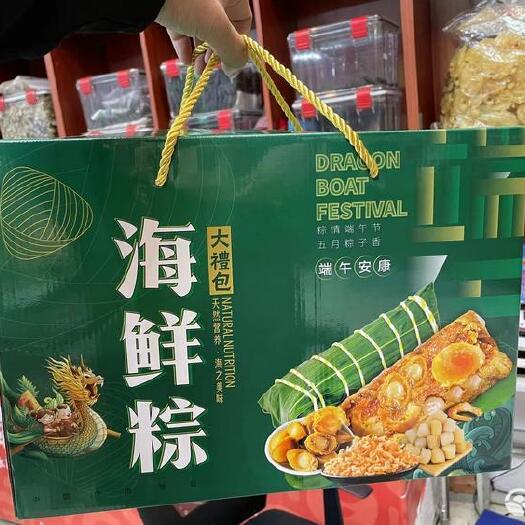 DRAGON
BOAT
FESTIVAL
粽情端午节
五月粽子香
端午安康
海鲜粽
大禮包
NATURAL NUTRITION
天然营养·海之美味